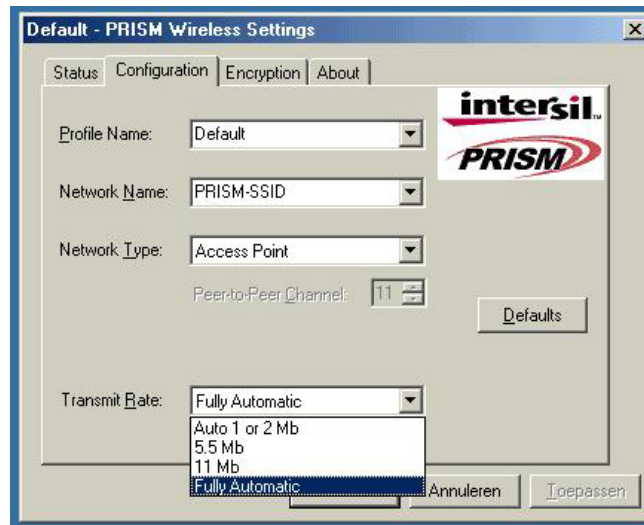 Default - PRISM Wireless Settings
Status Configuration Encryption About
intersil.
PRISM
Profile Name: Default
Network Name: PRISM-SSID
Network Type: Access Point
Peer-to-Peer Channel: 11
Defaults
Transmit Rate: Fully Automatic
Auto 1 or 2 Mb
5.5 Mb
11 Mb
Fully Automatic
Annuleren Toepassen